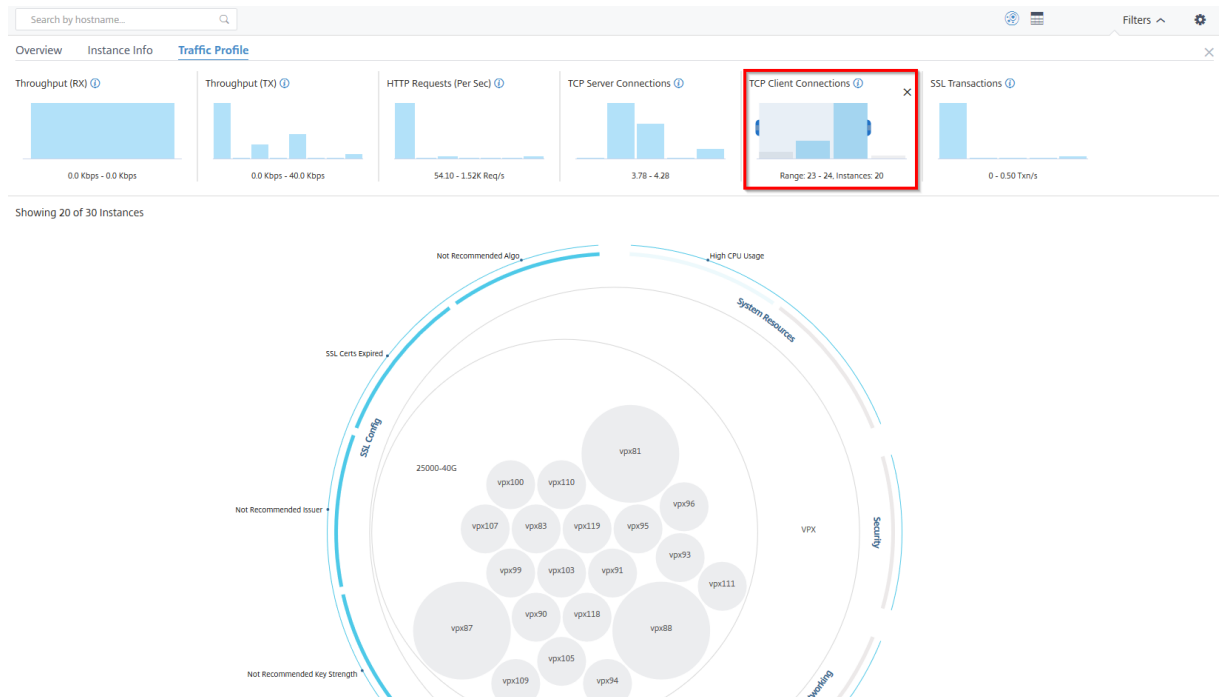 Search by hostname..
Filters
Overview Instance Info Traffic Profile
Throughput (RX) Throughput (TX) HTTP Requests (Per Sec) TCP Server Connections TCP Client Connections SSL Transactions
0.0 Kbps - 0.0 Kbps 0.0 Kbps - 40.0 Kbps 54.10 - 1.52K Req/s 3.78 - 4.28 Range: 23 - 24, Instances: 20 0 - 0.50 Txn/s
Showing 20 of 30 Instances
Not Recommended Algo
High CPU Usage
System Resources
SSL Certs Expired
SSL Config
25000-40G
vpx81
vpx100 vpx110
vpx96
Not Recommended Issuer
vpx107 vpx83 vpx119 vpx95
VPX
Security
vpx93
vpx99 vpx103 vpx91
vpx111
vpx90 vpx118
vpx87 vpx88
vpx105
Not Recommended Key Strength
vpx109 vpx94